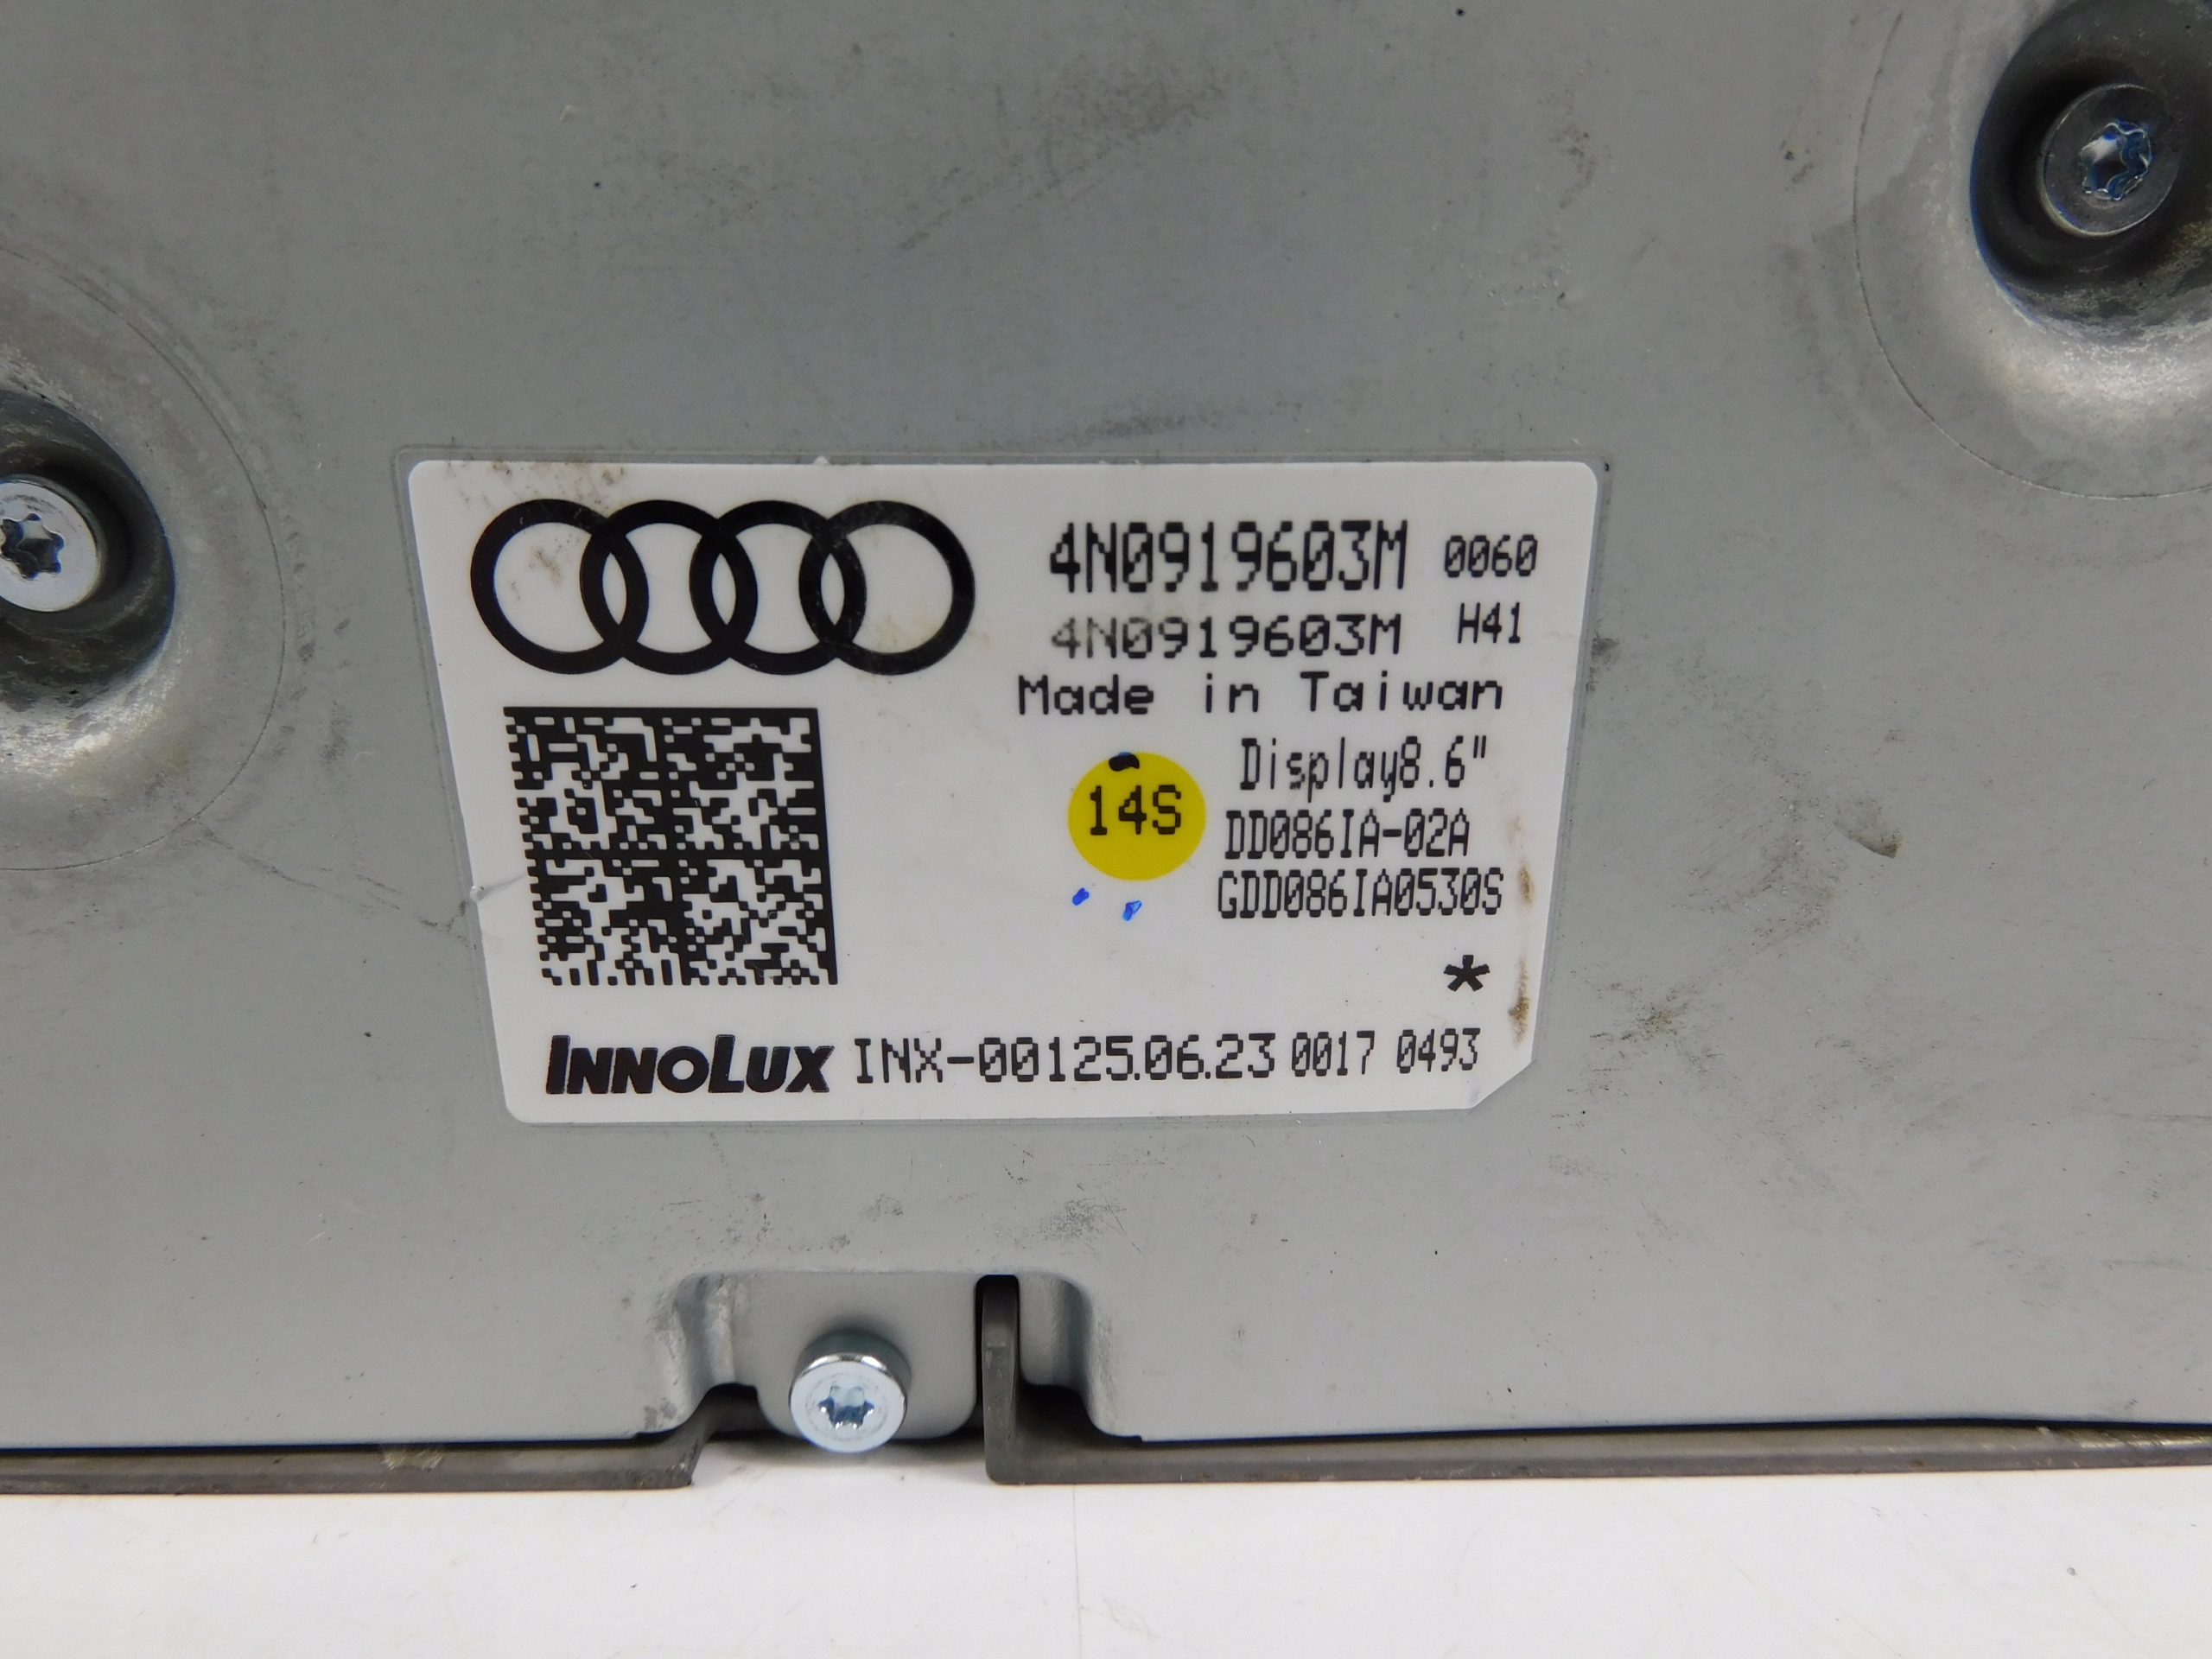 4N0919603M 0060
4N0919603M H41
Made in Taiwan
Display8.6"
14S
DD086IA-02A
GDD086IA0530S
*
INNOLUX INX-00125.06.23 0017 0493